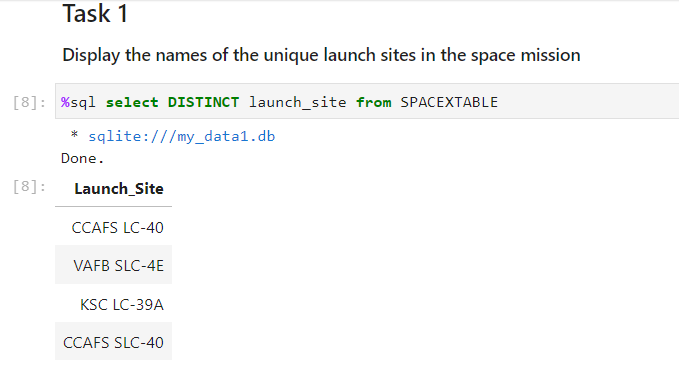 Task 1
Display the names of the unique launch sites in the space mission
[8]: %sql select DISTINCT launch_site from SPACEXTABLE
* sqlite:///my_data1.db
Done.
[8]: Launch_Site
CCAFS LC-40
VAFB SLC-4E
KSC LC-39A
CCAFS SLC-40